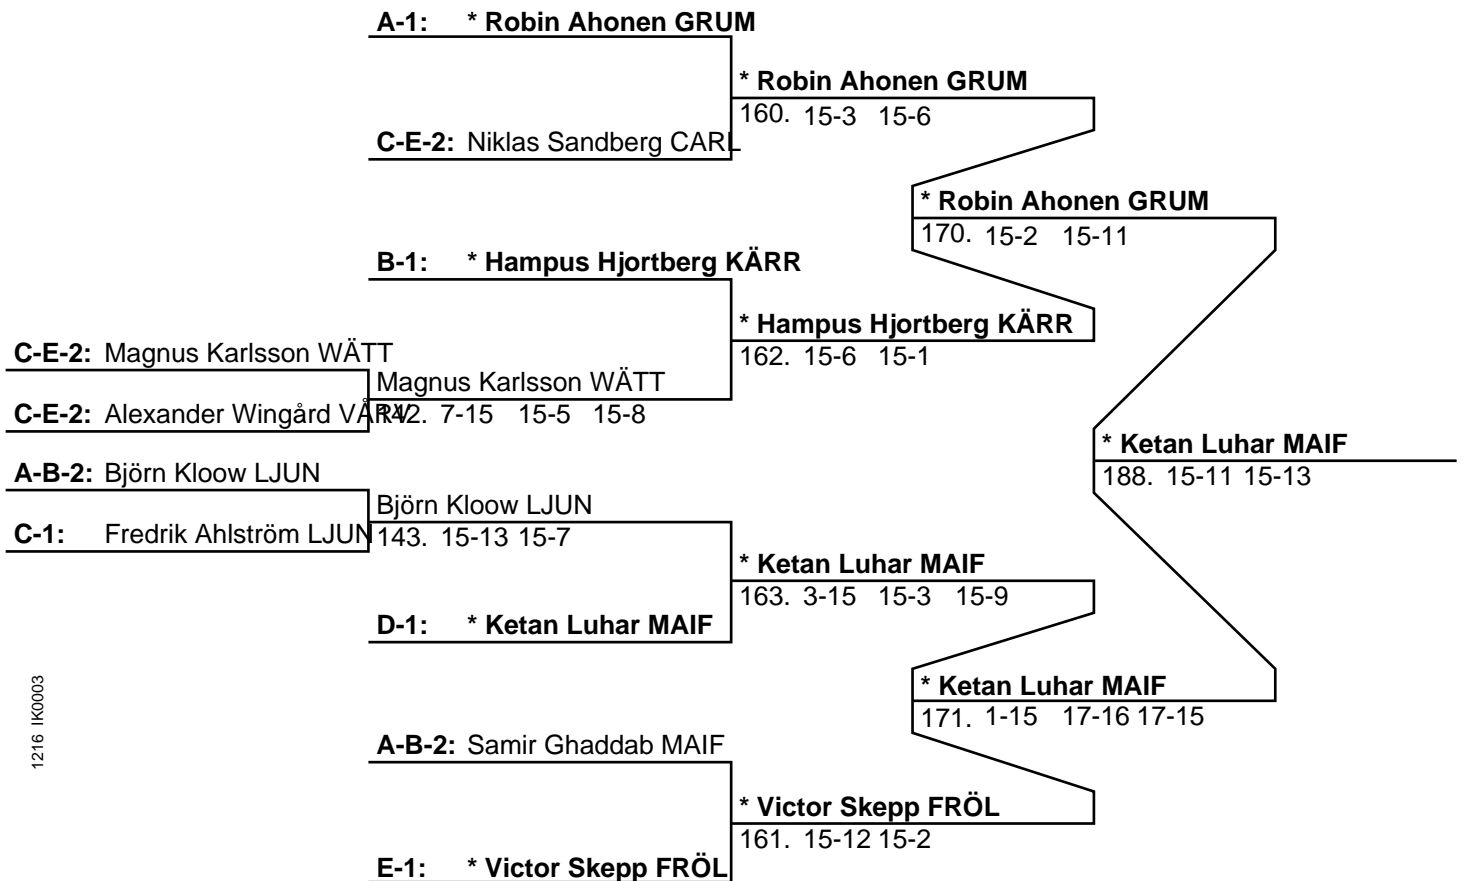 A-1: * Robin Ahonen GRUM
* Robin Ahonen GRUM
160. 15-3 15-6
C-E-2: Niklas Sandberg CARL
* Robin Ahonen GRUM
170. 15-2 15-11
B-1: * Hampus Hjortberg KÄRR
* Hampus Hjortberg KÄRR
162. 15-6 15-1
C-E-2: Magnus Karlsson WÄTT
Magnus Karlsson WÄTT
C-E-2: Alexander Wingård VÅRV
142. 7-15 15-5 15-8
* Ketan Luhar MAIF
188. 15-11 15-13
A-B-2: Björn Kloow LJUN
Björn Kloow LJUN
C-1: Fredrik Ahlström LJUN
143. 15-13 15-7
* Ketan Luhar MAIF
163. 3-15 15-3 15-9
D-1: * Ketan Luhar MAIF
* Ketan Luhar MAIF
171. 1-15 17-16 17-15
A-B-2: Samir Ghaddab MAIF
* Victor Skepp FRÖL
161. 15-12 15-2
E-1: * Victor Skepp FRÖL
1216 IK0003